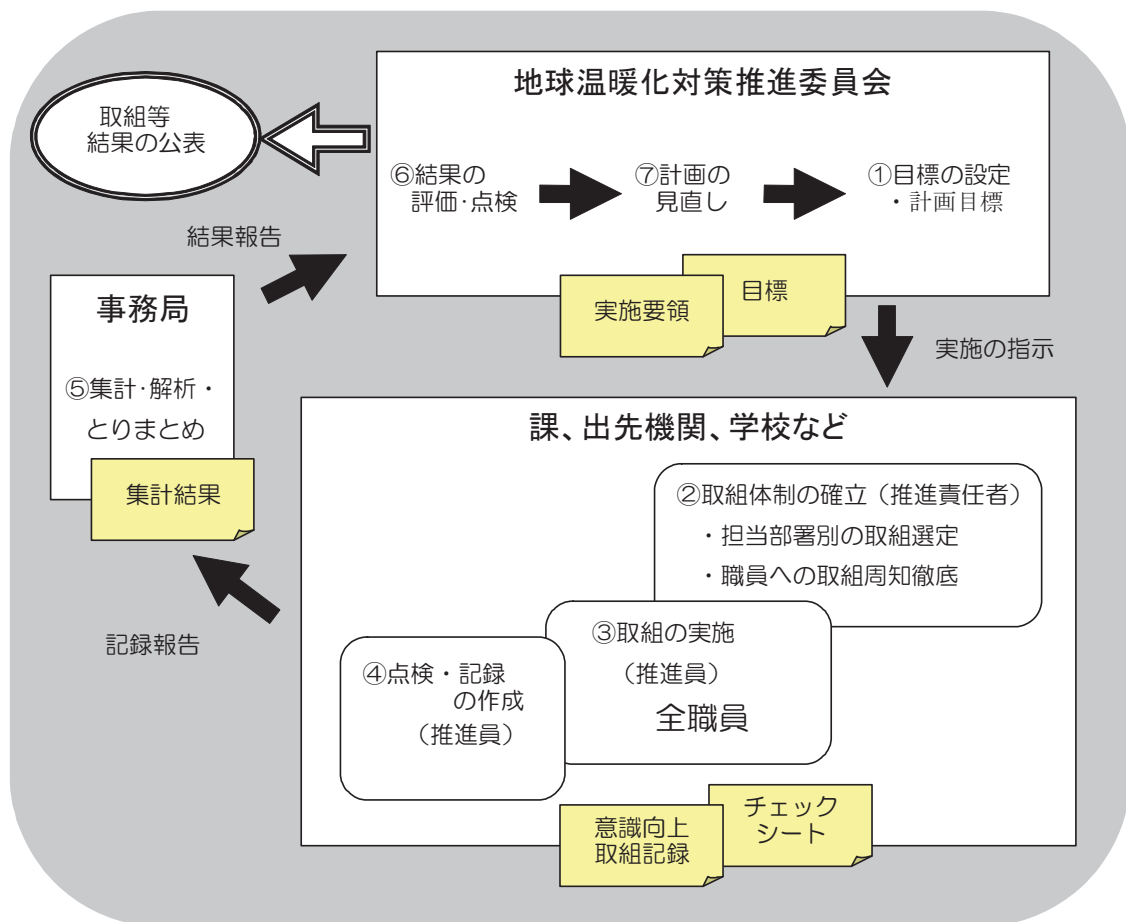 地球温暖化対策推進委員会
取組等
結果の公表
⑥結果の
評価・点検
⑦計画の
見直し
①目標の設定
・計画目標
結果報告
実施要領
目標
事務局
⑤集計・解析・
とりまとめ
集計結果
実施の指示
課、出先機関、学校など
②取組体制の確立（推進責任者）
・担当部署別の取組選定
・職員への取組周知徹底
③取組の実施
（推進員）
全職員
④点検・記録
の作成
（推進員）
記録報告
意識向上
取組記録
チェック
シート